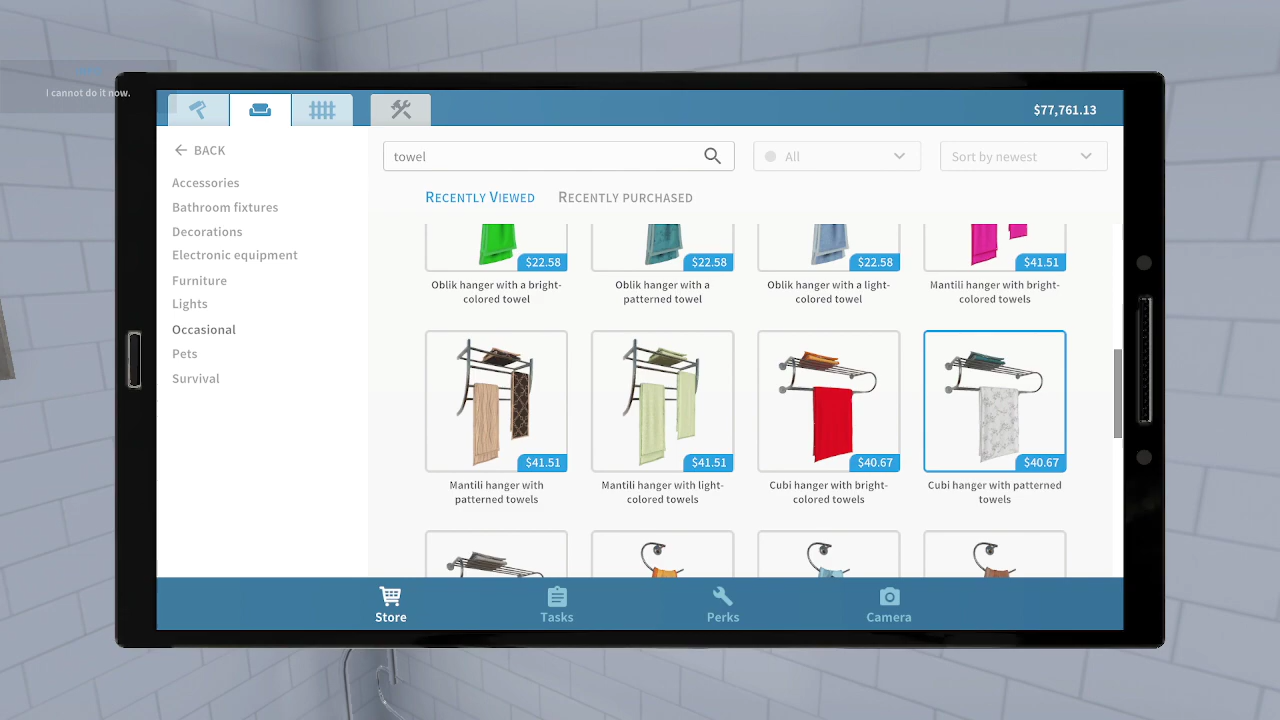 I cannot do it now.
$77,761.13
BACK
Accessories
Bathroom fixtures
Decorations
Electronic equipment
Furniture
Lights
Occasional
Pets
Survival
towel
All
Sort by newest
RECENTLY VIEWED
RECENTLY PURCHASED
$22.58
$22.58
$22.58
$41.51
Oblik hanger with a bright-
colored towel
Oblik hanger with a
patterned towel
Oblik hanger with a light-
colored towel
Mantili hanger with bright-
colored towels
$41.51
$41.51
$40.67
$40.67
Mantili hanger with
patterned towels
Mantili hanger with light-
colored towels
Cubi hanger with bright-
colored towels
Cubi hanger with patterned
towels
Store
Tasks
Perks
Camera